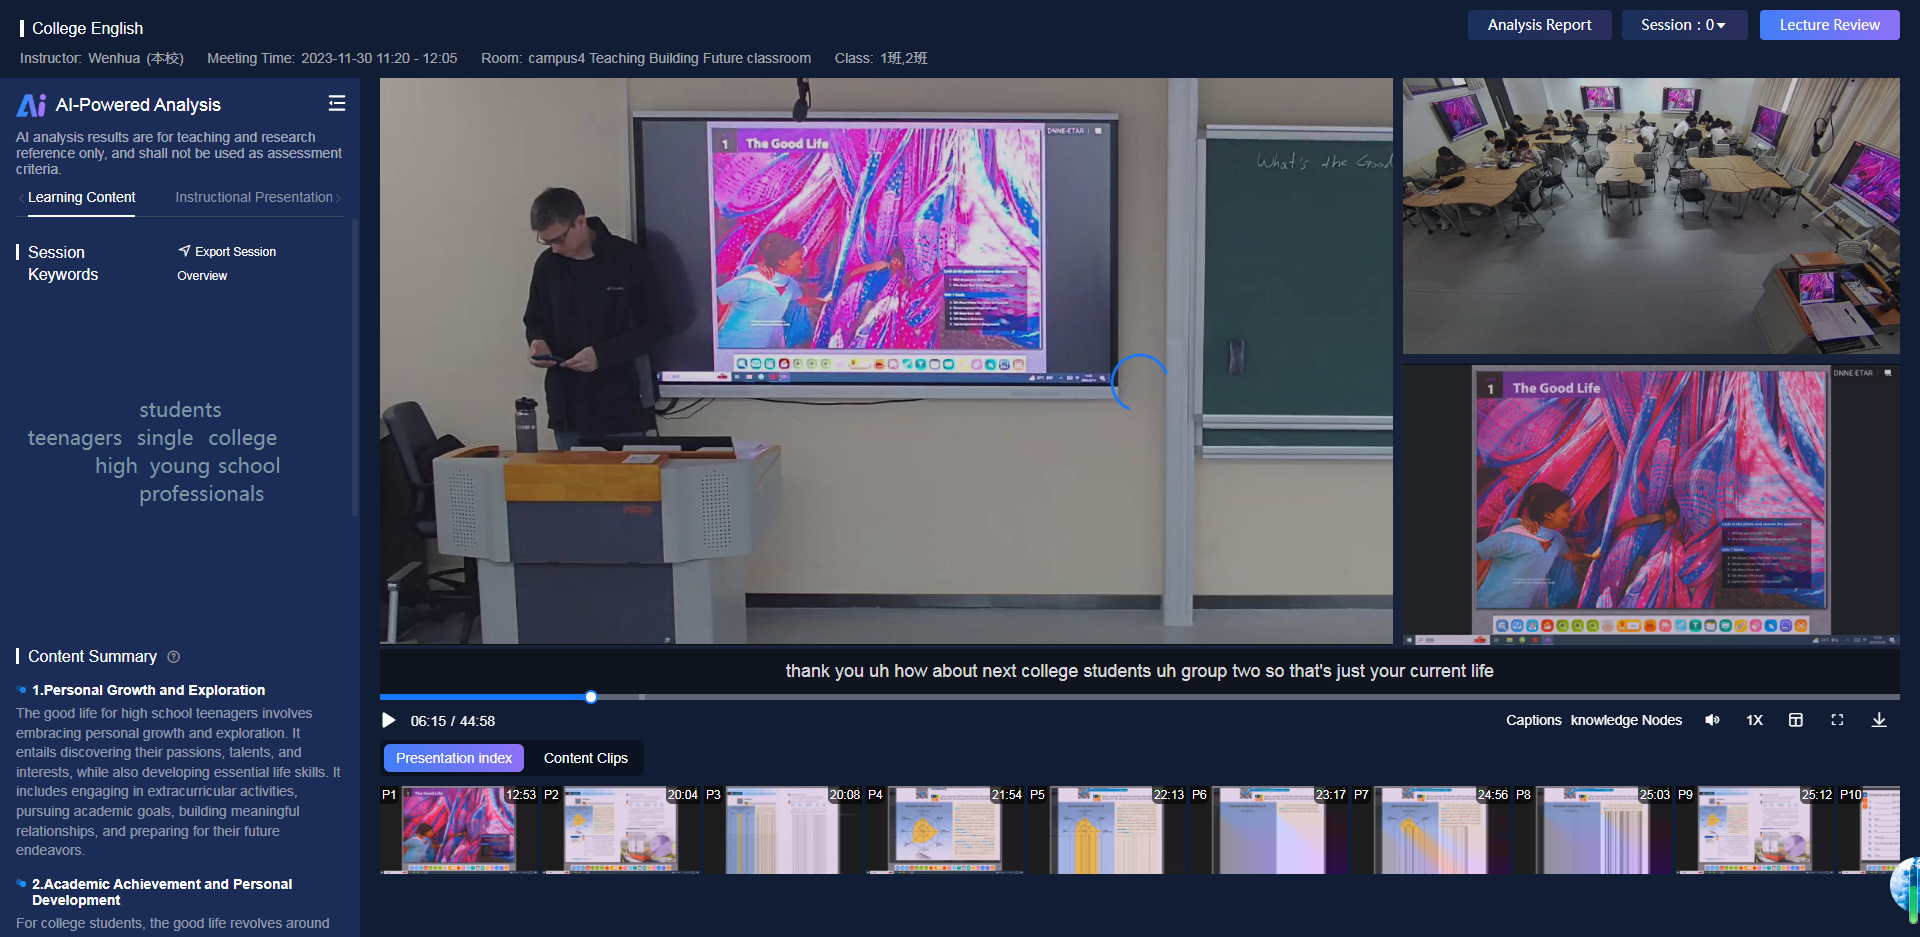 College English
Analysis Report
Session : 0
Lecture Review
Instructor: Wenhua (本校) Meeting Time: 2023-11-30 11:20 - 12:05 Room: campus4 Teaching Building Future classroom Class: 1班,2班
Ai AI-Powered Analysis
AI analysis results are for teaching and research
reference only, and shall not be used as assessment
criteria.
Learning Content Instructional Presentation
Session
Keywords
Export Session
Overview
students
teenagers single college
high young school
professionals
Content Summary
1.Personal Growth and Exploration
The good life for high school teenagers involves
embracing personal growth and exploration. It
entails discovering their passions, talents, and
interests, while also developing essential life skills. It
includes engaging in extracurricular activities,
pursuing academic goals, building meaningful
relationships, and preparing for their future
endeavors.
2.Academic Achievement and Personal
Development
For college students, the good life revolves around
1 The Good Life
DNNE-ETAR
What's the Good
1 The Good Life
DNNE-ETAR
thank you uh how about next college students uh group two so that's just your current life
06:15 / 44:58
Captions knowledge Nodes 1X
Presentation index Content Clips
P1 12:53 P2 20:04 P3 20:08 P4 21:54 P5 22:13 P6 23:17 P7 24:56 P8 25:03 P9 25:12 P10